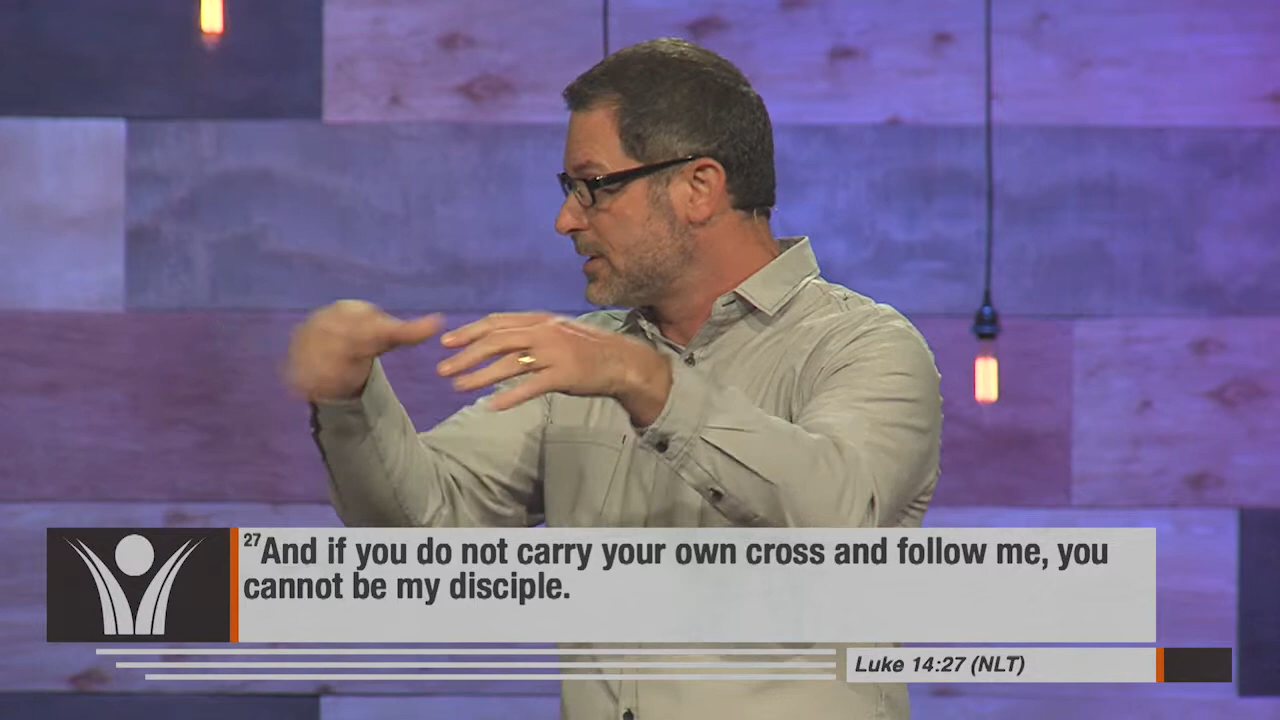 ²⁷And if you do not carry your own cross and follow me, you
cannot be my disciple.
Luke 14:27 (NLT)